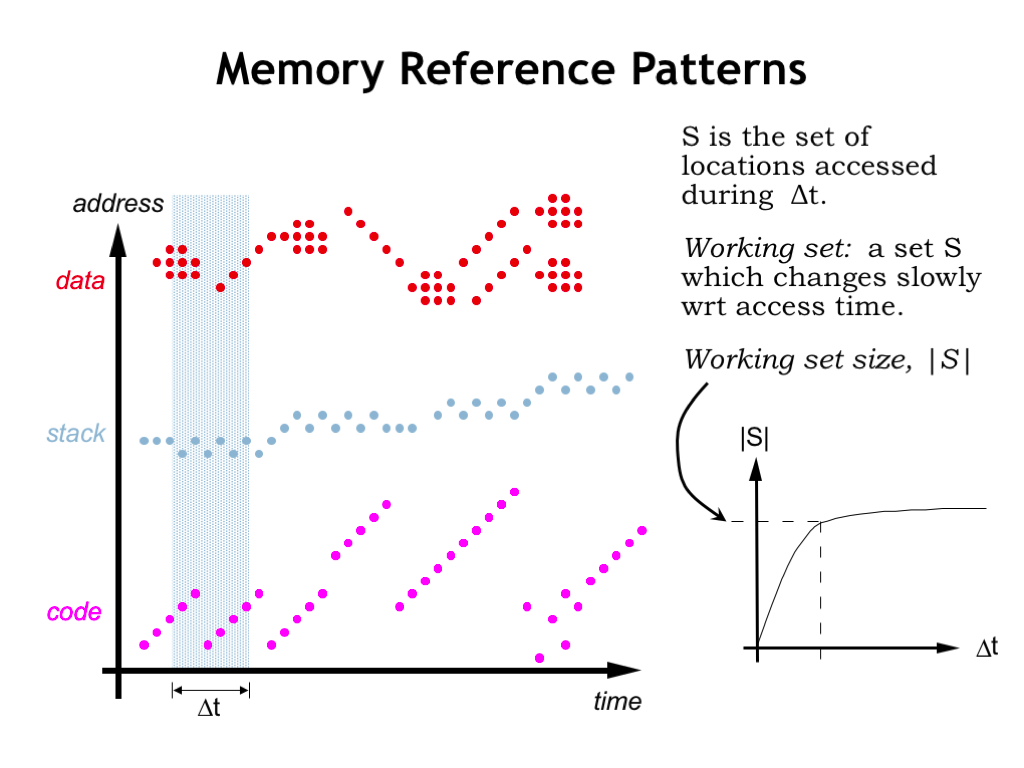 Memory Reference Patterns
S is the set of
locations accessed
during Δt.
Working set: a set S
which changes slowly
wrt access time.
Working set size, |S|
address
data
stack
code
Δt
time
|S|
Δt